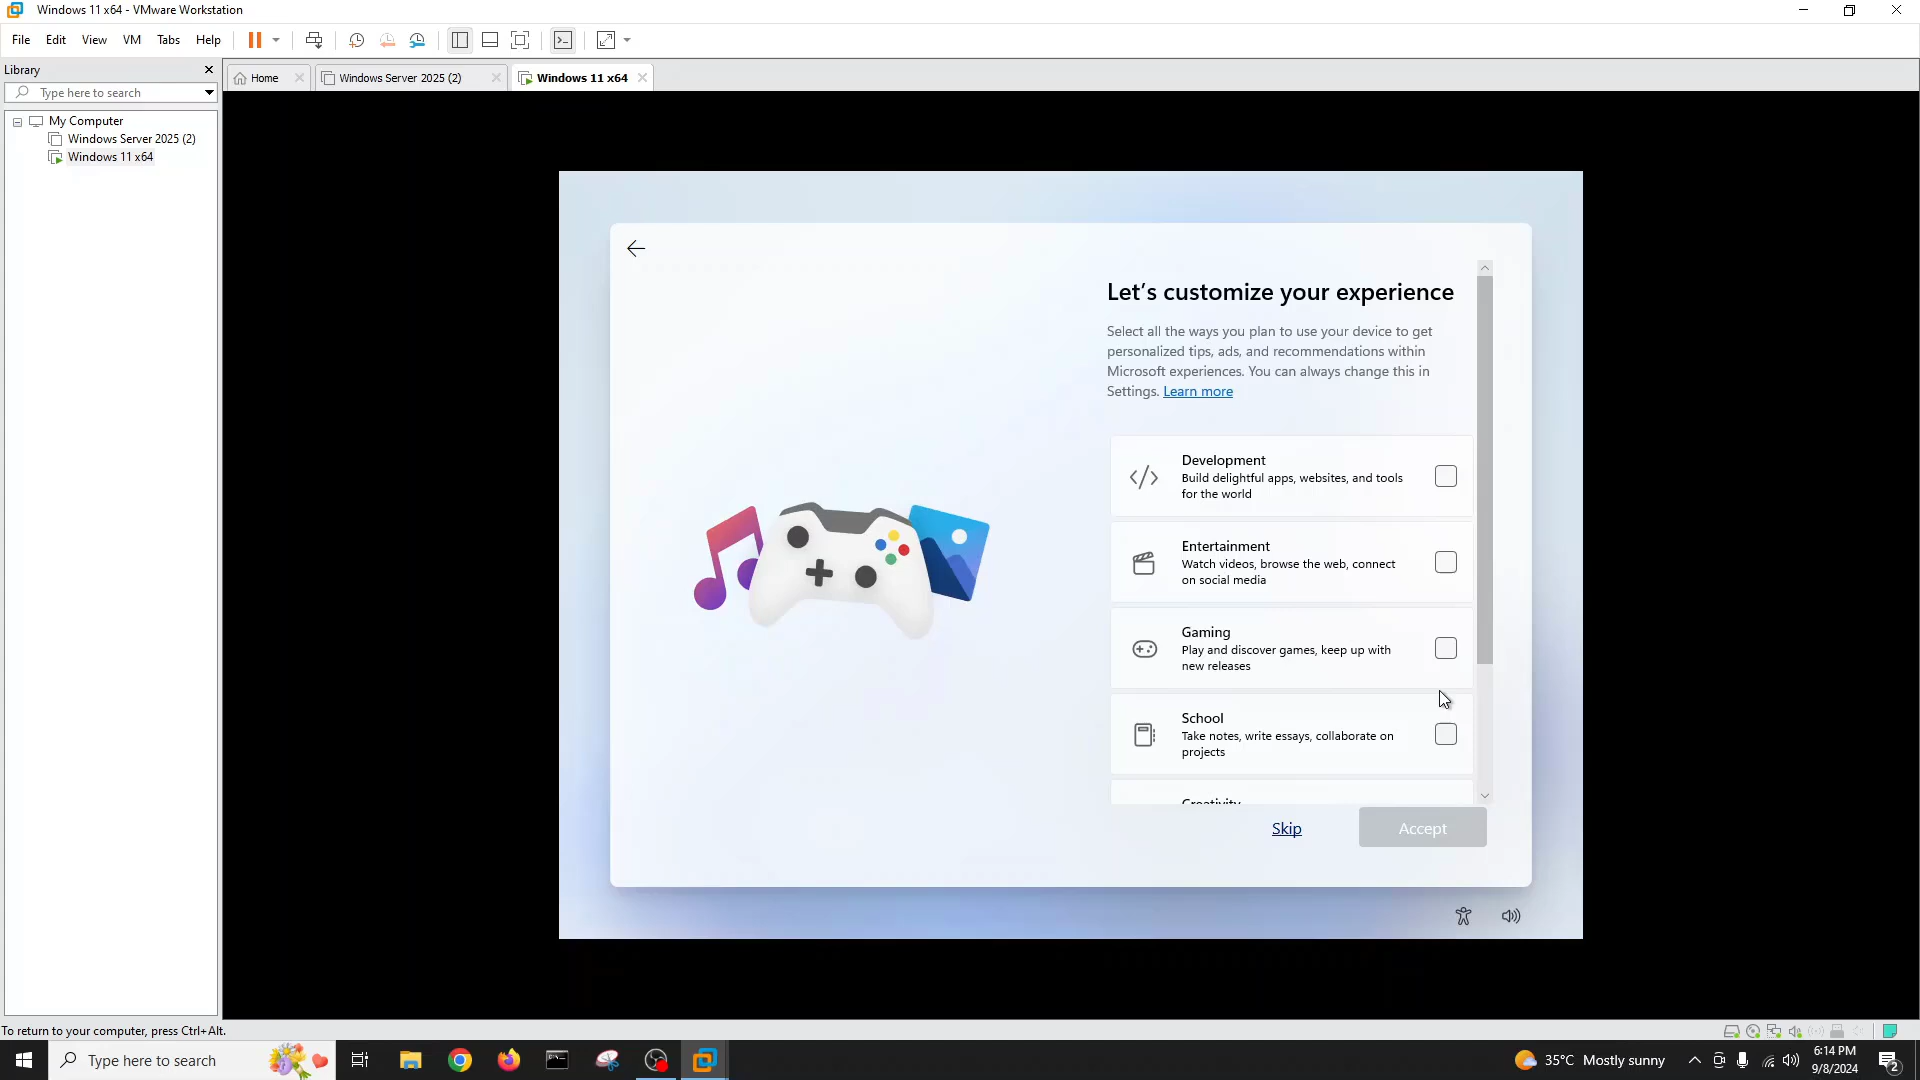 Windows 11 x64 - VMware Workstation
File Edit View VM Tabs Help
Library
Type here to search
My Computer
Windows Server 2025 (2)
Windows 11 x64
Home
Windows Server 2025 (2)
Windows 11 x64
Let's customize your experience
Select all the ways you plan to use your device to get
personalized tips, ads, and recommendations within
Microsoft experiences. You can always change this in
Settings. Learn more
Development
Build delightful apps, websites, and tools
for the world
Entertainment
Watch videos, browse the web, connect
on social media
Gaming
Play and discover games, keep up with
new releases
School
Take notes, write essays, collaborate on
projects
Creativity
Skip
Accept
To return to your computer, press Ctrl+Alt.
Type here to search
35°C Mostly sunny
6:14 PM
9/8/2024
2